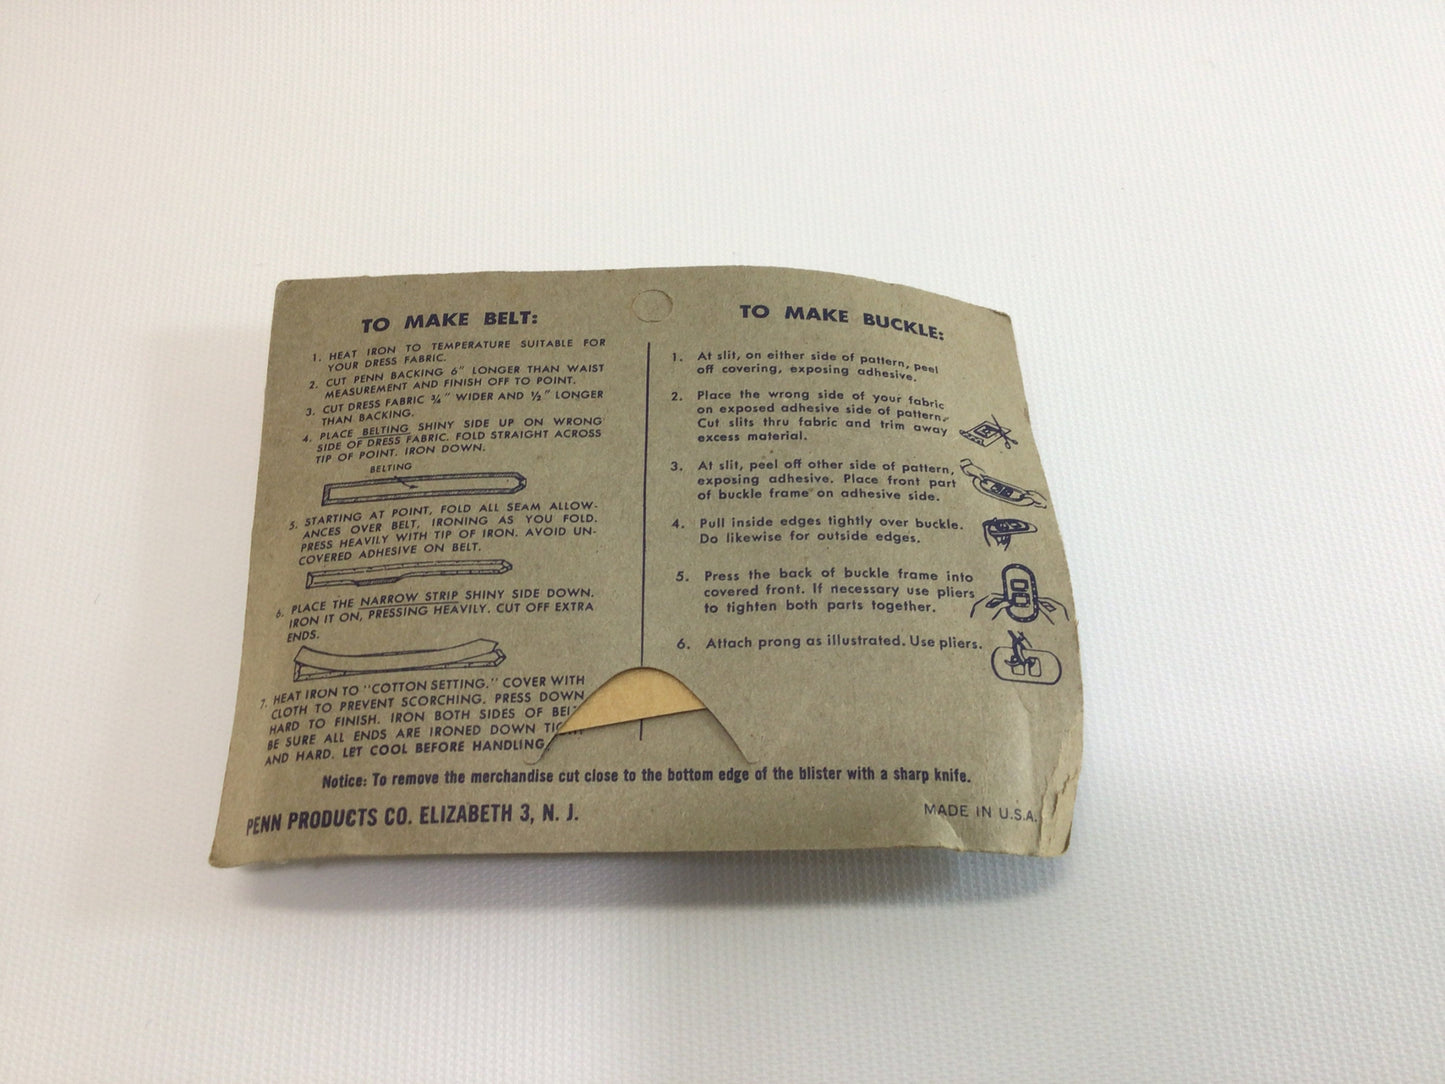 TO MAKE BELT:
1. HEAT IRON TO TEMPERATURE SUITABLE FOR
YOUR DRESS FABRIC.
2. CUT PENN BACKING 6" LONGER THAN WAIST
MEASUREMENT AND FINISH OFF TO POINT.
3. CUT DRESS FABRIC ¾" WIDER AND ½" LONGER
THAN BACKING.
4. PLACE BELTING SHINY SIDE UP ON WRONG
SIDE OF DRESS FABRIC. FOLD STRAIGHT ACROSS
TIP OF POINT. IRON DOWN.
BELTING
5. STARTING AT POINT, FOLD ALL SEAM ALLOW-
ANCES OVER BELT, IRONING AS YOU FOLD.
PRESS HEAVILY WITH TIP OF IRON. AVOID UN-
COVERED ADHESIVE ON BELT.
6. PLACE THE NARROW STRIP SHINY SIDE DOWN.
IRON IT ON, PRESSING HEAVILY. CUT OFF EXTRA
ENDS.
7. HEAT IRON TO "COTTON SETTING." COVER WITH
CLOTH TO PREVENT SCORCHING. PRESS DOWN
HARD TO FINISH. IRON BOTH SIDES OF
BE SURE ALL ENDS ARE IRONED DOWN
AND HARD. LET COOL BEFORE HANDLING.
TO MAKE BUCKLE:
1. At slit, on either side of pattern, peel
off covering, exposing adhesive.
2. Place the wrong side of your fabric
on exposed adhesive side of pattern.
Cut slits thru fabric and trim away
excess material.
3. At slit, peel off other side of pattern,
exposing adhesive. Place front part
of buckle frame on adhesive side.
4. Pull inside edges tightly over buckle.
Do likewise for outside edges.
5. Press the back of buckle frame into
covered front. If necessary use pliers
to tighten both parts together.
6. Attach prong as illustrated. Use pliers.
Notice: To remove the merchandise cut close to the bottom edge of the blister with a sharp knife.
PENN PRODUCTS CO. ELIZABETH 3, N. J.
MADE IN U.S.A.